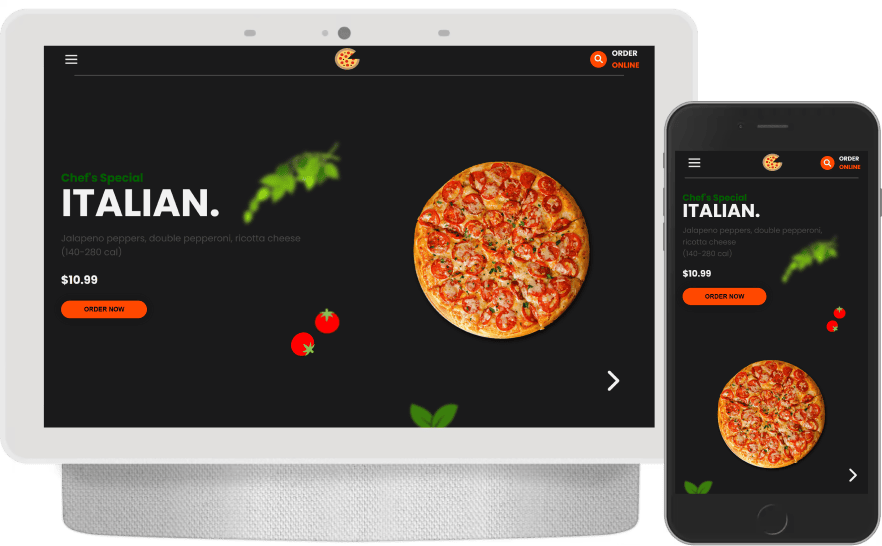 ORDER
ONLINE
Chef's Special
ITALIAN.
Jalapeno peppers, double pepperoni, ricotta cheese
(140-280 cal)
$10.99
ORDER NOW
ORDER
ONLINE
Chef's Special
ITALIAN.
Jalapeno peppers, double pepperoni,
ricotta cheese
(140-280 cal)
$10.99
ORDER NOW